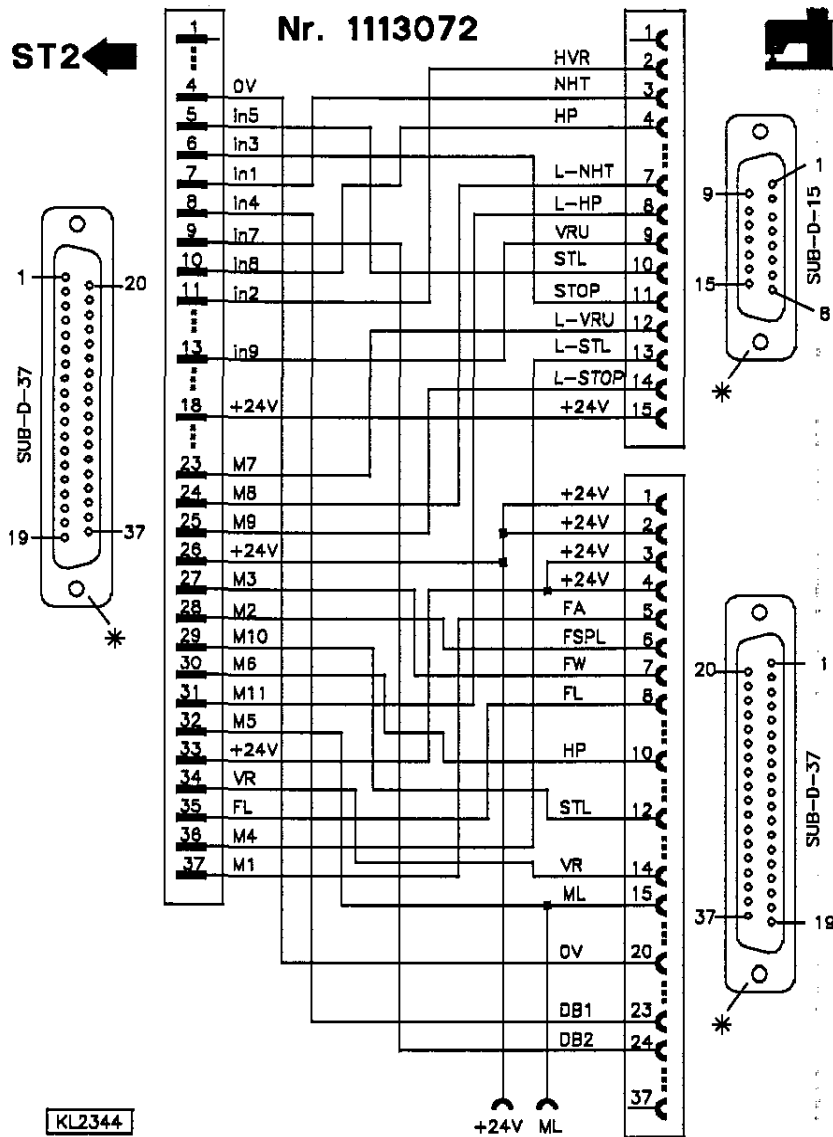 Nr. 1113072
ST2
1
4 0V
5 in5
6 in3
7 in1
8 in4
9 in7
10 in8
11 in2
13 in9
18 +24V
23 M7
24 M8
25 M9
26 +24V
27 M3
28 M2
29 M10
30 M6
31 M11
32 M5
33 +24V
34 VR
35 FL
36 M4
37 M1
1
HVR 2
NHT 3
HP 4
L-NHT 7
L-HP 8
VRU 9
STL 10
STOP 11
L-VRU 12
L-STL 13
L-STOP 14
+24V 15
+24V 1
+24V 2
+24V 3
+24V 4
FA 5
FSPL 6
FW 7
FL 8
HP 10
STL 12
VR 14
ML 15
0V 20
DB1 23
DB2 24
37
+24V ML
1 20
SUB-D-37
19 37
*
9 1
SUB-D-15
15 8
*
20 1
SUB-D-37
37 19
*
KL2344